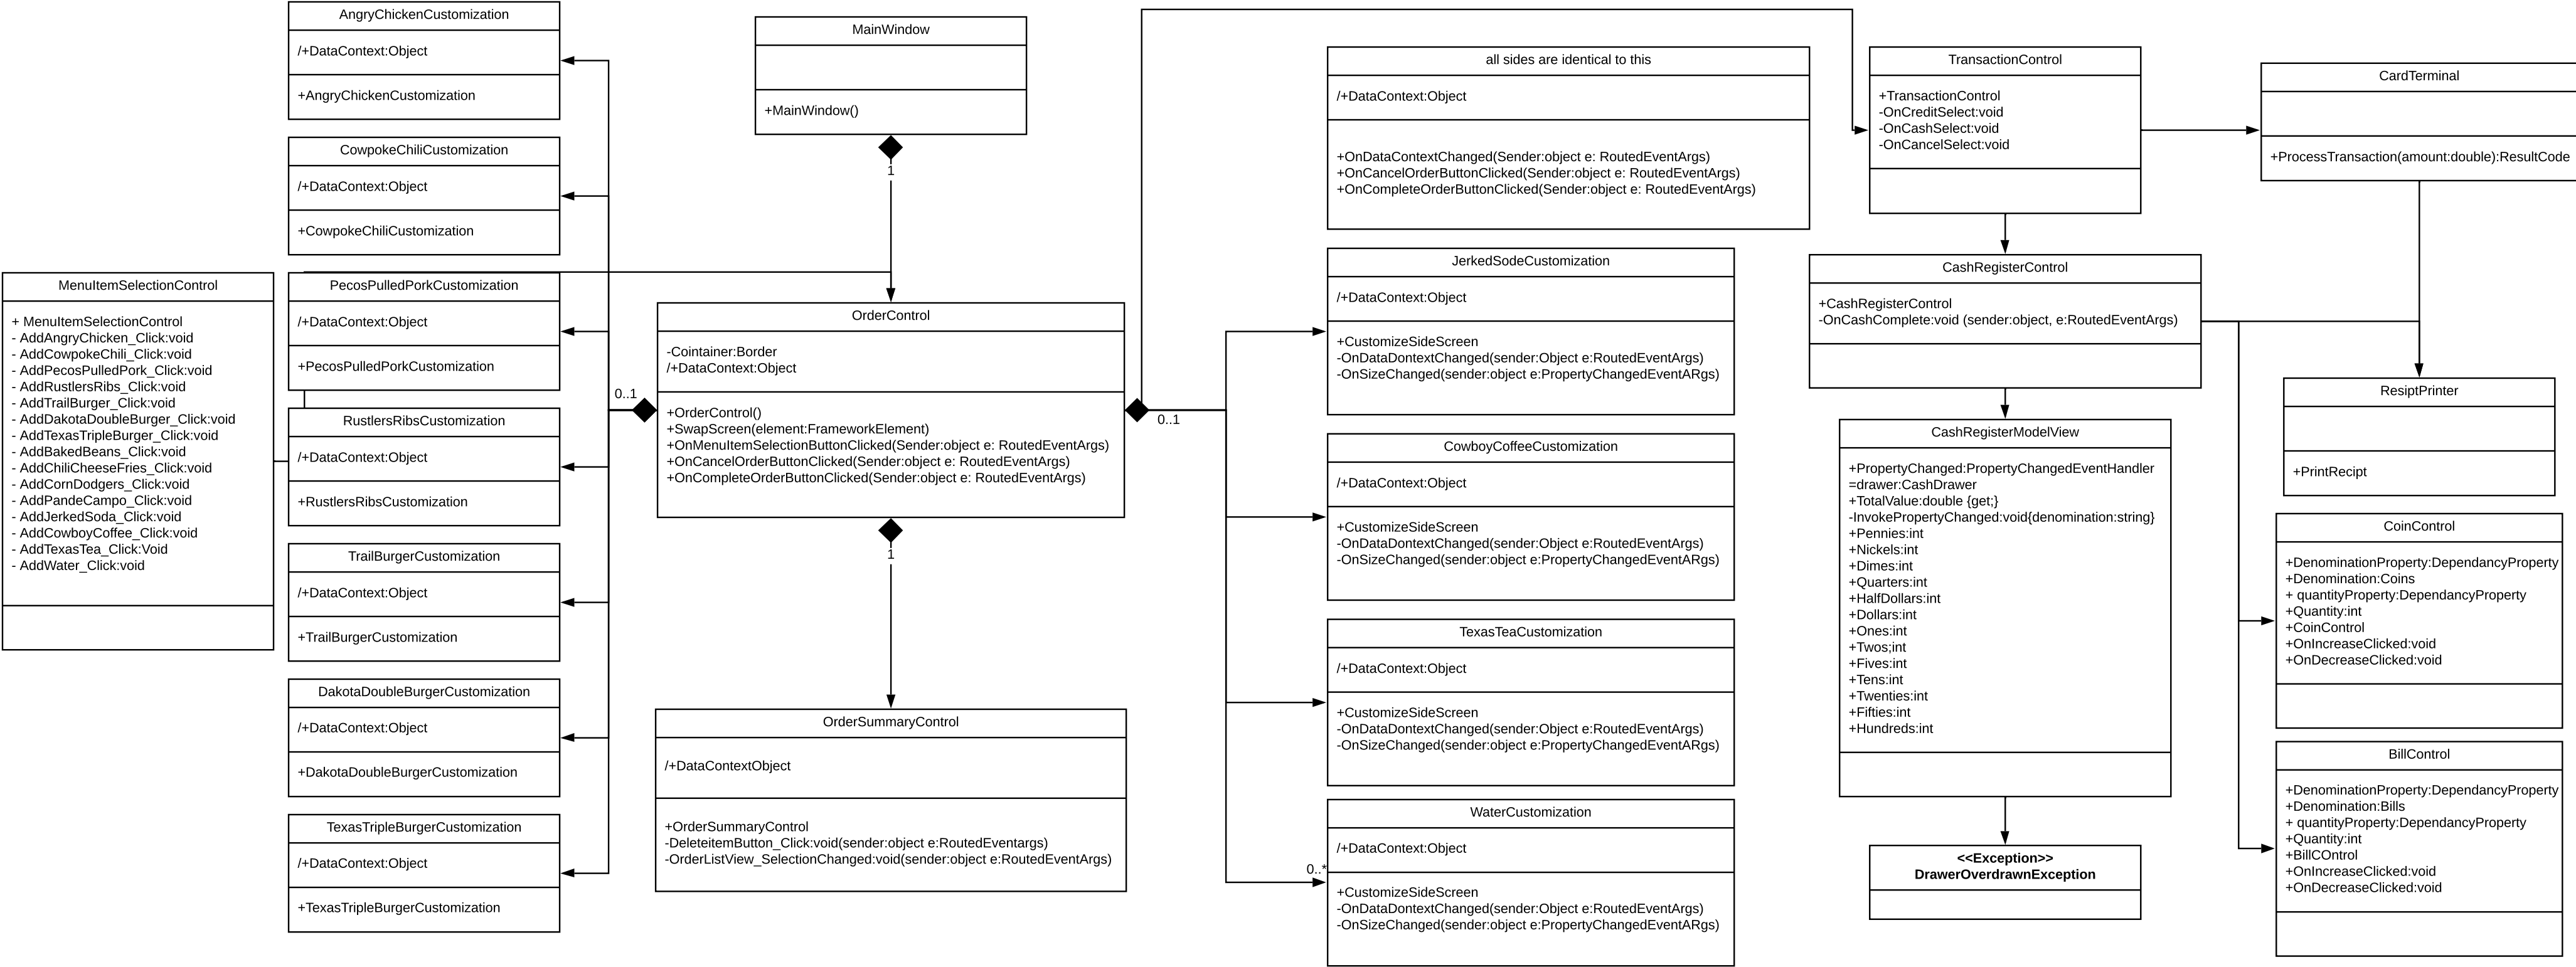 AngryChickenCustomization
/+DataContext:Object
+AngryChickenCustomization
CowpokeChiliCustomization
/+DataContext:Object
+CowpokeChiliCustomization
MenuItemSelectionControl
+ MenuItemSelectionControl
- AddAngryChicken_Click:void
- AddCowpokeChili_Click:void
- AddPecosPulledPork_Click:void
- AddRustlersRibs_Click:void
- AddTrailBurger_Click:void
- AddDakotaDoubleBurger_Click:void
- AddTexasTripleBurger_Click:void
- AddBakedBeans_Click:void
- AddChiliCheeseFries_Click:void
- AddCornDodgers_Click:void
- AddPandeCampo_Click:void
- AddJerkedSoda_Click:void
- AddCowboyCoffee_Click:void
- AddTexasTea_Click:Void
- AddWater_Click:void
PecosPulledPorkCustomization
/+DataContext:Object
+PecosPulledPorkCustomization
RustlersRibsCustomization
/+DataContext:Object
+RustlersRibsCustomization
TrailBurgerCustomization
/+DataContext:Object
+TrailBurgerCustomization
DakotaDoubleBurgerCustomization
/+DataContext:Object
+DakotaDoubleBurgerCustomization
TexasTripleBurgerCustomization
/+DataContext:Object
+TexasTripleBurgerCustomization
MainWindow
+MainWindow()
1
OrderControl
-Cointainer:Border
/+DataContext:Object
+OrderControl()
+SwapScreen(element:FrameworkElement)
+OnMenuItemSelectionButtonClicked(Sender:object e: RoutedEventArgs)
+OnCancelOrderButtonClicked(Sender:object e: RoutedEventArgs)
+OnCompleteOrderButtonClicked(Sender:object e: RoutedEventArgs)
0..1
0..1
1
OrderSummaryControl
/+DataContextObject
+OrderSummaryControl
-DeleteitemButton_Click:void(sender:object e:RoutedEventargs)
-OrderListView_SelectionChanged:void(sender:object e:RoutedEventArgs)
all sides are identical to this
/+DataContext:Object
+OnDataContextChanged(Sender:object e: RoutedEventArgs)
+OnCancelOrderButtonClicked(Sender:object e: RoutedEventArgs)
+OnCompleteOrderButtonClicked(Sender:object e: RoutedEventArgs)
JerkedSodeCustomization
/+DataContext:Object
+CustomizeSideScreen
-OnDataDontextChanged(sender:Object e:RoutedEventArgs)
-OnSizeChanged(sender:object e:PropertyChangedEventARgs)
CowboyCoffeeCustomization
/+DataContext:Object
+CustomizeSideScreen
-OnDataDontextChanged(sender:Object e:RoutedEventArgs)
-OnSizeChanged(sender:object e:PropertyChangedEventARgs)
TexasTeaCustomization
/+DataContext:Object
+CustomizeSideScreen
-OnDataDontextChanged(sender:Object e:RoutedEventArgs)
-OnSizeChanged(sender:object e:PropertyChangedEventARgs)
WaterCustomization
/+DataContext:Object
0..*
+CustomizeSideScreen
-OnDataDontextChanged(sender:Object e:RoutedEventArgs)
-OnSizeChanged(sender:object e:PropertyChangedEventARgs)
TransactionControl
+TransactionControl
-OnCreditSelect:void
-OnCashSelect:void
-OnCancelSelect:void
CashRegisterControl
+CashRegisterControl
-OnCashComplete:void (sender:object, e:RoutedEventArgs)
CashRegisterModelView
+PropertyChanged:PropertyChangedEventHandler
=drawer:CashDrawer
+TotalValue:double {get;}
-InvokePropertyChanged:void{denomination:string}
+Pennies:int
+Nickels:int
+Dimes:int
+Quarters:int
+HalfDollars:int
+Dollars:int
+Ones:int
+Twos;int
+Fives:int
+Tens:int
+Twenties:int
+Fifties:int
+Hundreds:int
<<Exception>>
DrawerOverdrawnException
CardTerminal
+ProcessTransaction(amount:double):ResultCode
ResiptPrinter
+PrintRecipt
CoinControl
+DenominationProperty:DependancyProperty
+Denomination:Coins
+ quantityProperty:DependancyProperty
+Quantity:int
+CoinControl
+OnIncreaseClicked:void
+OnDecreaseClicked:void
BillControl
+DenominationProperty:DependancyProperty
+Denomination:Bills
+ quantityProperty:DependancyProperty
+Quantity:int
+BillCOntrol
+OnIncreaseClicked:void
+OnDecreaseClicked:void